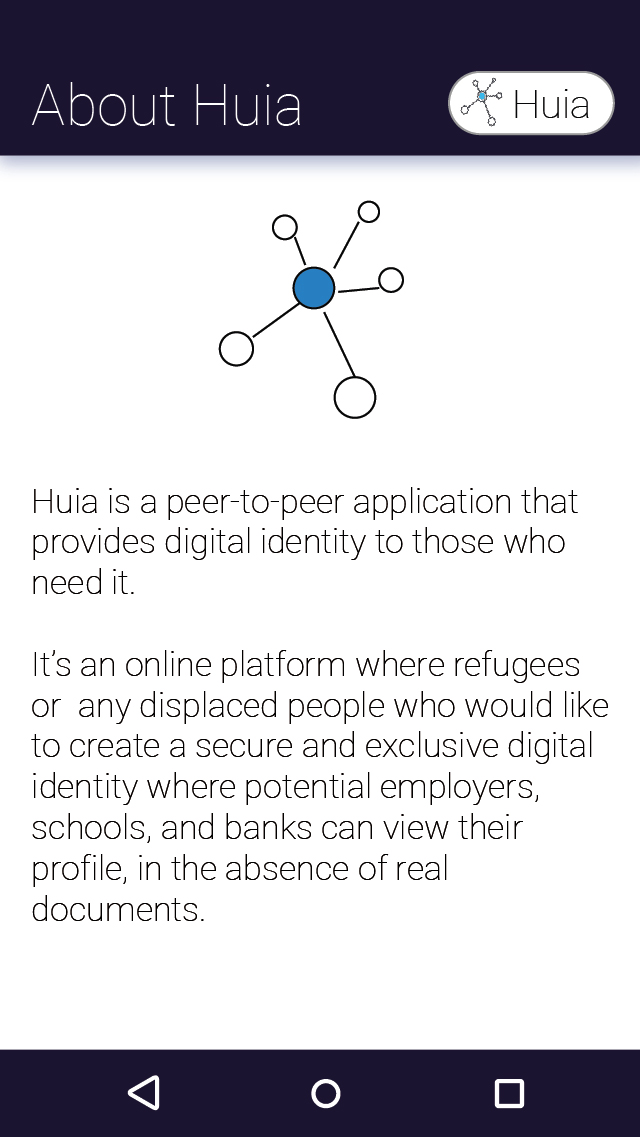 About Huia
Huia
Huia is a peer-to-peer application that
provides digital identity to those who
need it.
It's an online platform where refugees
or  any displaced people who would like
to create a secure and exclusive digital
identity where potential employers,
schools, and banks can view their
profile, in the absence of real
documents.